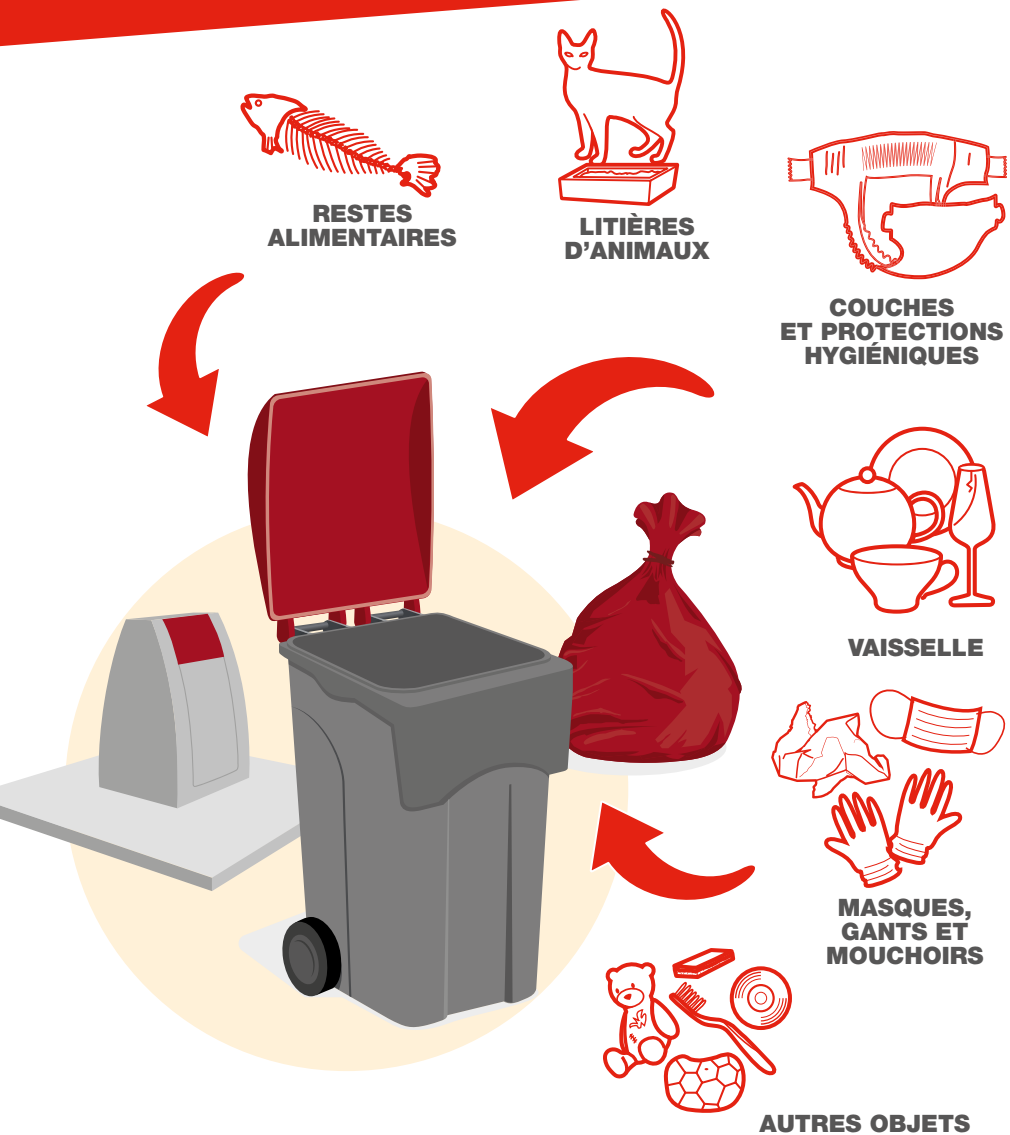 RESTES
ALIMENTAIRES
LITIÈRES
D’ANIMAUX
COUCHES
ET PROTECTIONS
HYGIÉNIQUES
VAISSELLE
MASQUES,
GANTS ET
MOUCHOIRS
AUTRES OBJETS